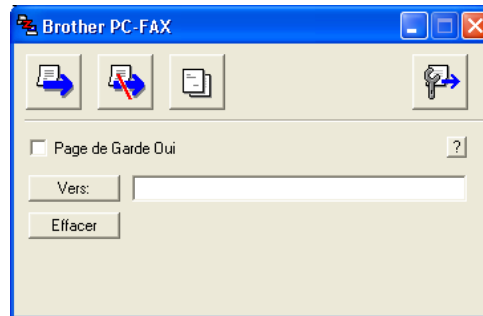 Brother PC-FAX
Page de Garde Oui
?
Vers:
Effacer